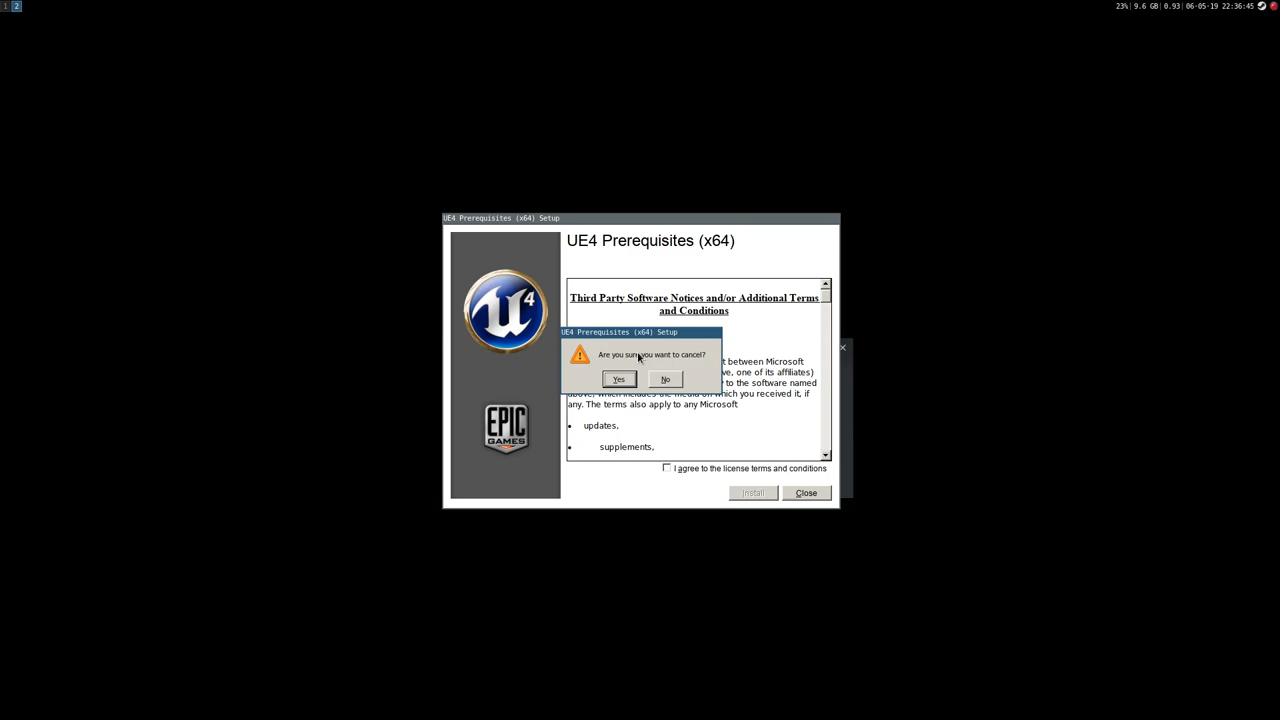 1 2
23%| 9.6 GB| 0.93| 06-05-19 22:36:45
UE4 Prerequisites (x64) Setup
UE4 Prerequisites (x64)
Third Party Software Notices and/or Additional Terms
and Conditions
UE4 Prerequisites (x64) Setup
Are you sure you want to cancel?
Yes No
t between Microsoft
ve, one of its affiliates)
y to the software named
above, which includes the media on which you received it, if
any. The terms also apply to any Microsoft
• updates,
• supplements,
I agree to the license terms and conditions
Install Close
U 4
EPIC
GAMES